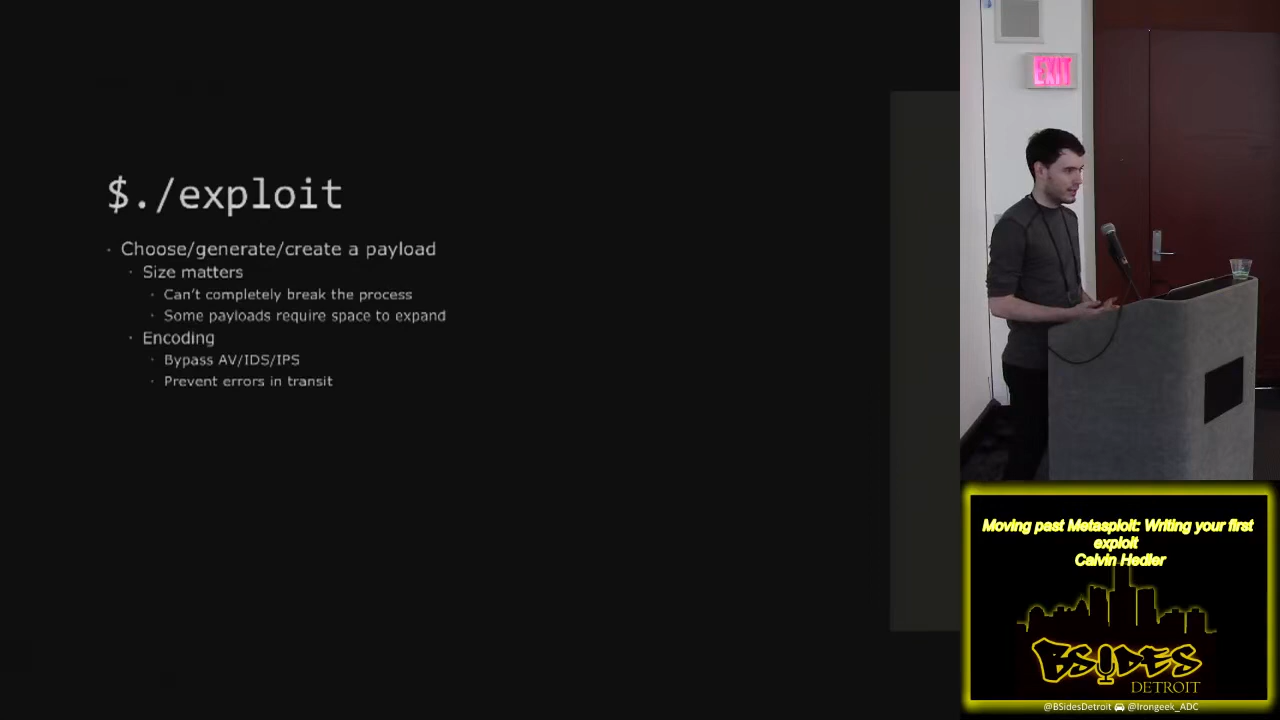 $./exploit
· Choose/generate/create a payload
· Size matters
· Can't completely break the process
· Some payloads require space to expand
· Encoding
· Bypass AV/IDS/IPS
· Prevent errors in transit
EXIT
Moving past Metasploit: Writing your first
exploit
Calvin Hedler
BSIDES
DETROIT
@BSidesDetroit @Irongeek_ADC